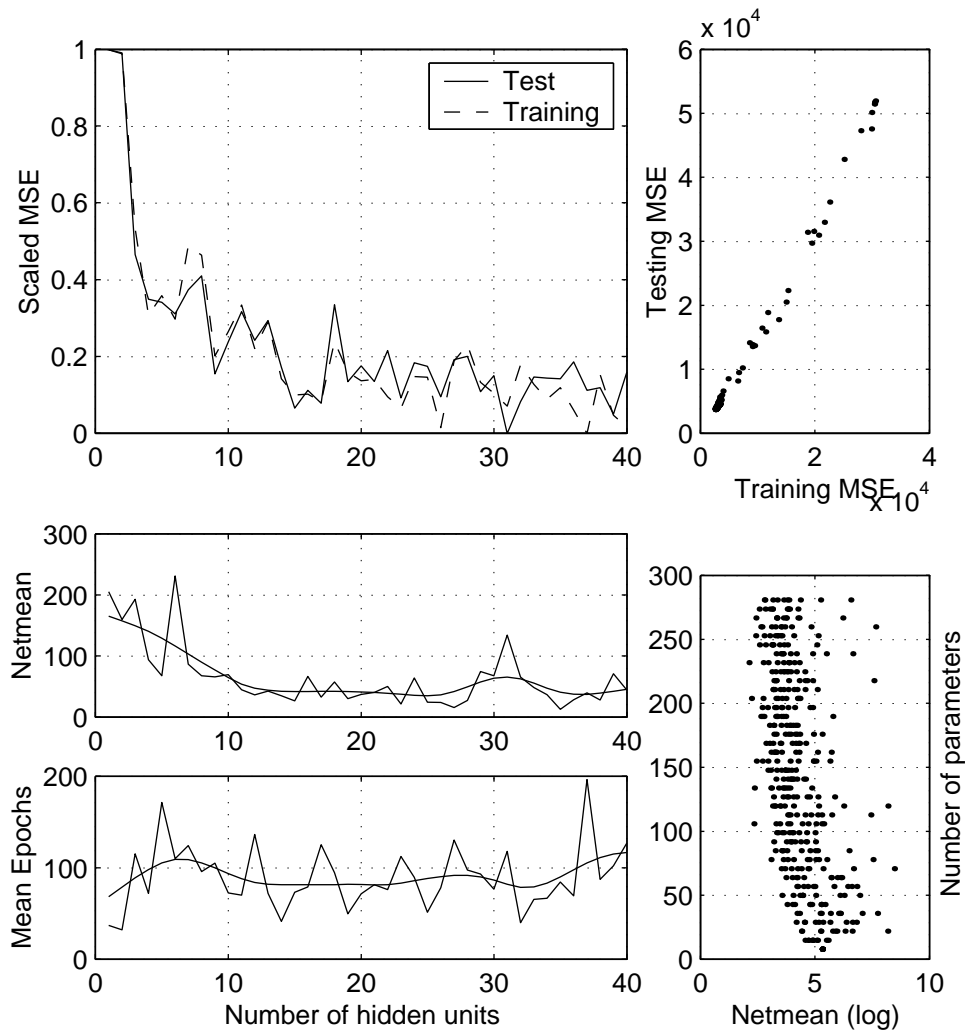 x 10^4
1
0.8
0.6
0.4
0.2
0
Scaled MSE
Test
Training
0 10 20 30 40
6
5
4
3
2
1
0
Testing MSE
0 2 4
Training MSE
x 10^4
300
200
100
0
Netmean
0 10 20 30 40
200
100
0
Mean Epochs
0 10 20 30 40
Number of hidden units
300
250
200
150
100
50
0
Number of parameters
0 5 10
Netmean (log)